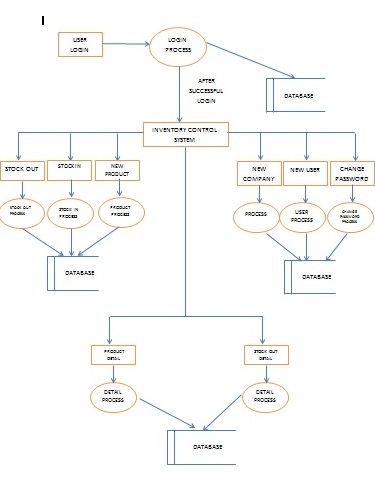 USER
LOGIN
LOGIN
PROCESS
AFTER
SUCCESSFUL
LOGIN
DATABASE
INVENTORY CONTROL
SYSTEM
STOCK OUT
STOCK IN
NEW
PRODUCT
NEW
COMPANY
NEW USER
CHANGE
PASSWORD
STOCK OUT
PROCESS
STOCK IN
PROCESS
PRODUCT
PROCESS
PROCESS
USER
PROCESS
CHANGE
PASSWORD
PROCESS
DATABASE
DATABASE
PRODUCT
DETAIL
STOCK OUT
DETAIL
DETAIL
PROCESS
DETAIL
PROCESS
DATABASE